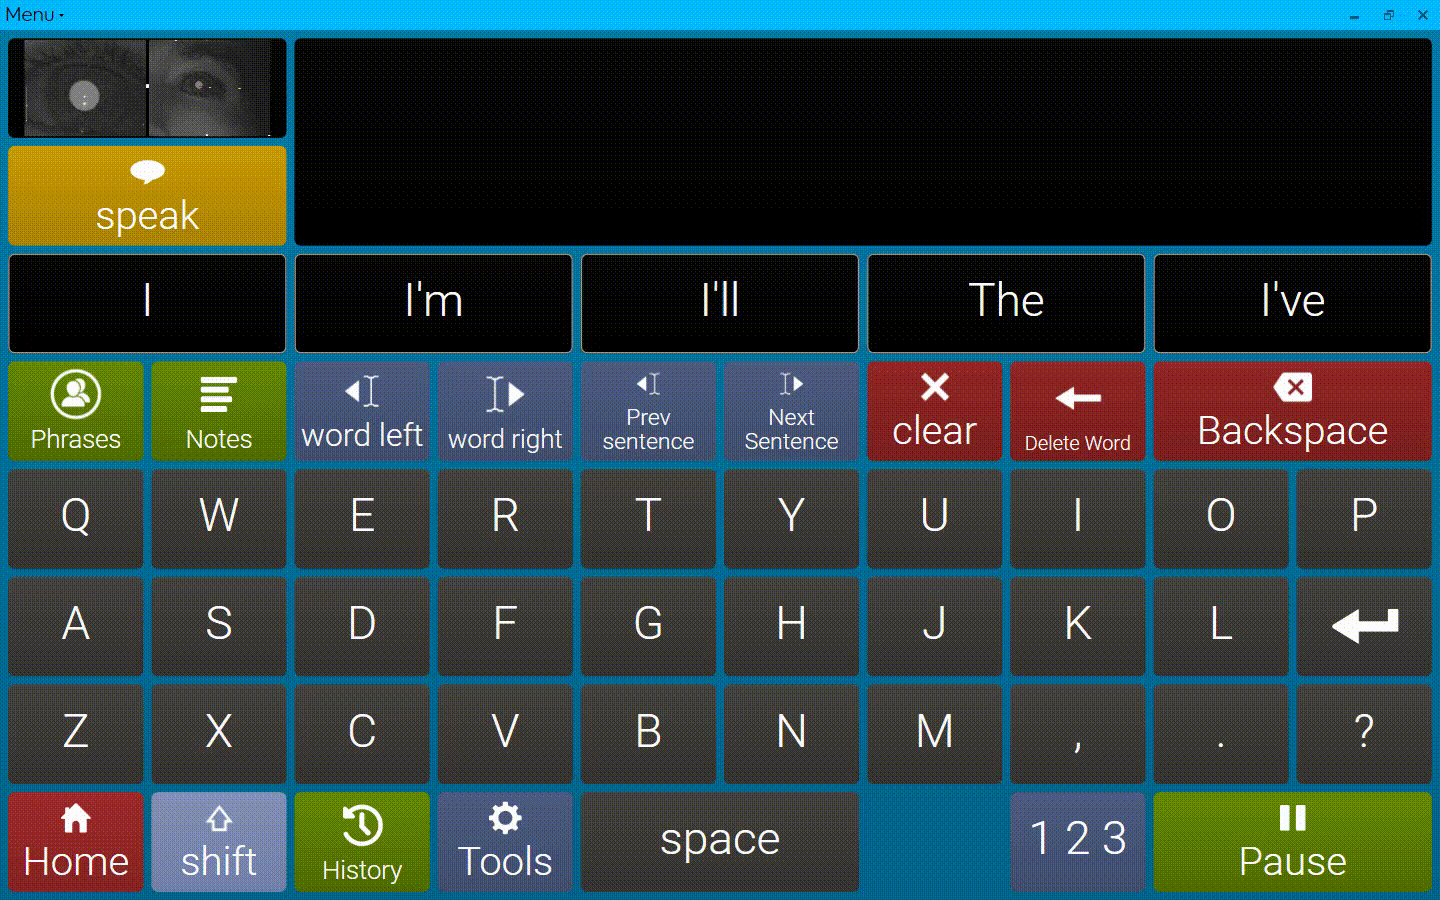 Menu
speak
I I'm I'll The I've
Phrases Notes word left word right Prev sentence Next Sentence clear Delete Word Backspace
Q W E R T Y U I O P
A S D F G H J K L
Z X C V B N M , . ?
Home shift History Tools space 1 2 3 Pause